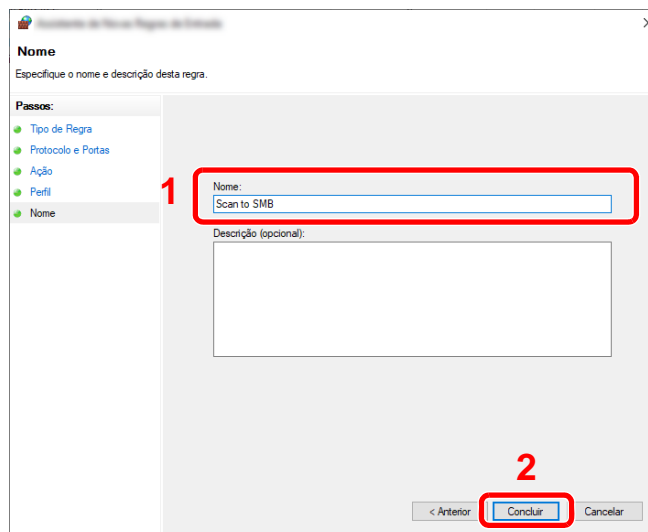 Nome
Especifique o nome e descrição desta regra.
Passos:
Tipo de Regra
Protocolo e Portas
Ação
Perfil
Nome
1
Nome:
Scan to SMB
Descrição (opcional):
2
< Anterior
Concluir
Cancelar